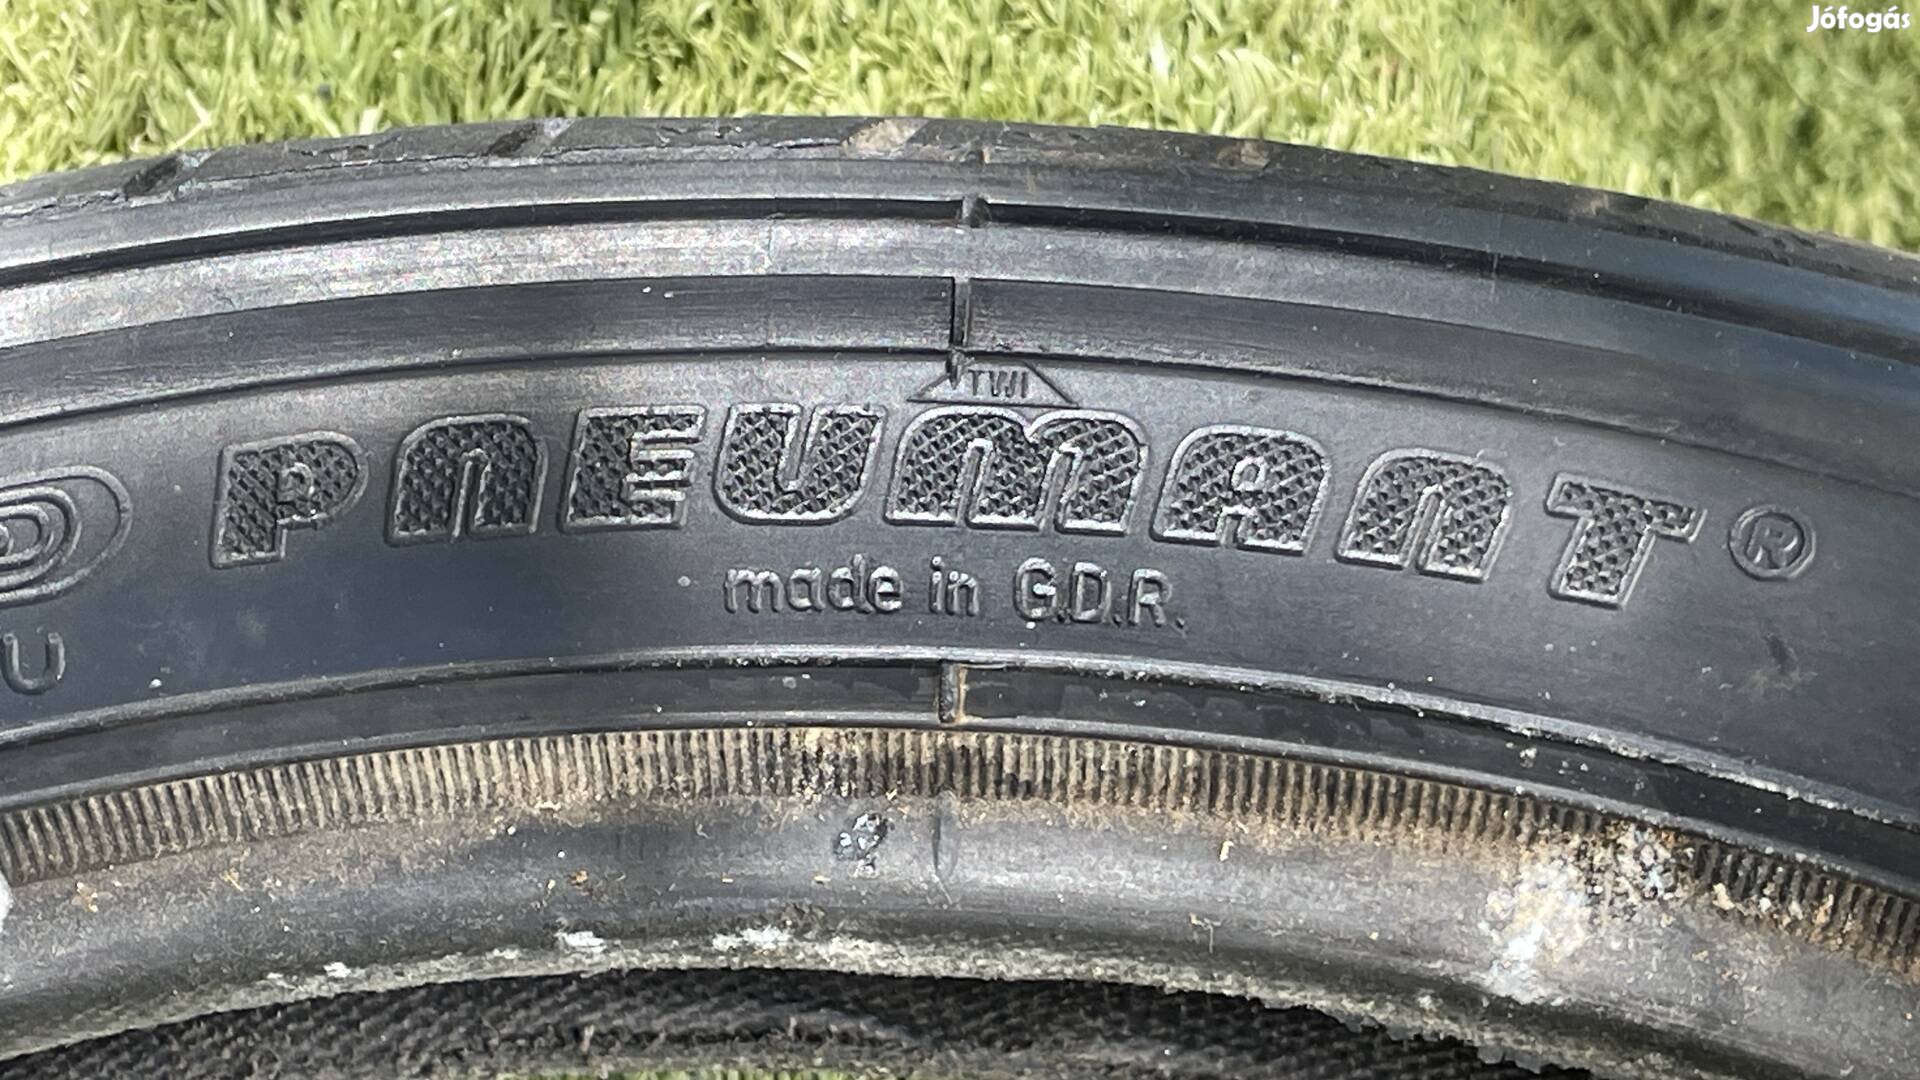 Jófogás
TWI
PNEUMANT®
made in G.D.R.
U